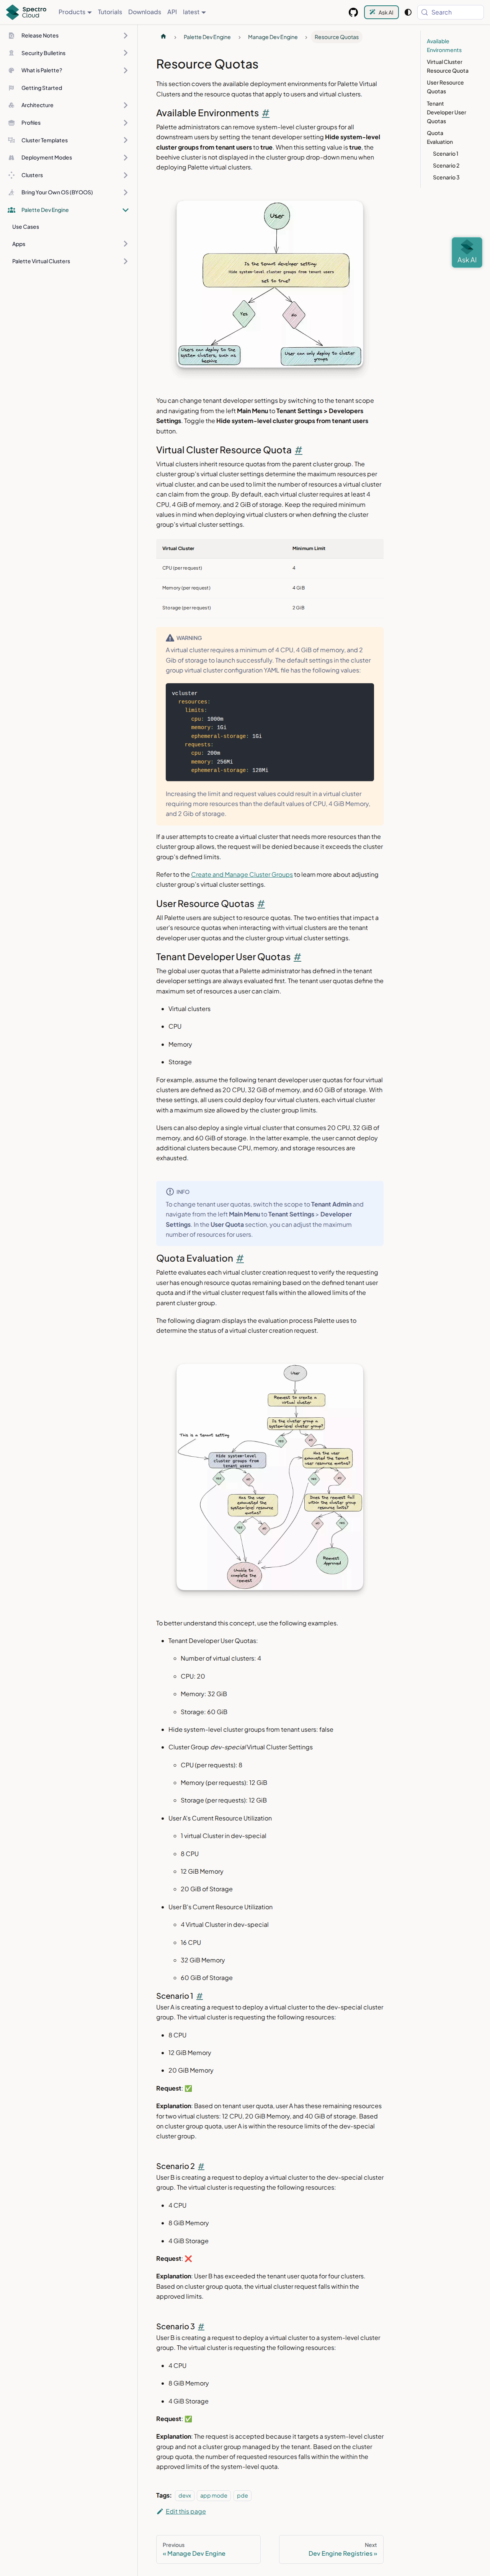 Spectro Cloud
Products
Tutorials
Downloads
API
latest
Ask AI
Search
Release Notes
Security Bulletins
What is Palette?
Getting Started
Architecture
Profiles
Cluster Templates
Deployment Modes
Clusters
Bring Your Own OS (BYOOS)
Palette Dev Engine
Use Cases
Apps
Palette Virtual Clusters
Palette Dev Engine
Manage Dev Engine
Resource Quotas
Resource Quotas
This section covers the available deployment environments for Palette Virtual
Clusters and the resource quotas that apply to users and virtual clusters.
Available Environments #
Palette administrators can remove system-level cluster groups for all
downstream users by setting the tenant developer setting Hide system-level
cluster groups from tenant users to true. When this setting value is true, the
beehive cluster is not displayed in the cluster group drop-down menu when
deploying Palette virtual clusters.
User
Is the tenant developer setting:
Hide system-level cluster groups from tenant users
set to true?
Yes
No
Users can deploy to the
system clusters, such as
beehive
User can only deploy to cluster
groups
You can change tenant developer settings by switching to the tenant scope
and navigating from the left Main Menu to Tenant Settings > Developers
Settings. Toggle the Hide system-level cluster groups from tenant users
button.
Virtual Cluster Resource Quota #
Virtual clusters inherit resource quotas from the parent cluster group. The
cluster group's virtual cluster settings determine the maximum resources per
virtual cluster, and can be used to limit the number of resources a virtual cluster
can claim from the group. By default, each virtual cluster requires at least 4
CPU, 4 GiB of memory, and 2 GiB of storage. Keep the required minimum
values in mind when deploying virtual clusters or when defining the cluster
group's virtual cluster settings.
Virtual Cluster Minimum Limit
CPU (per request) 4
Memory (per request) 4 GiB
Storage (per request) 2 GiB
WARNING
A virtual cluster requires a minimum of 4 CPU, 4 GiB of memory, and 2
Gib of storage to launch successfully. The default settings in the cluster
group virtual cluster configuration YAML file has the following values:
vcluster
resources:
limits:
cpu: 1000m
memory: 1Gi
ephemeral-storage: 1Gi
requests:
cpu: 200m
memory: 256Mi
ephemeral-storage: 128Mi
Increasing the limit and request values could result in a virtual cluster
requiring more resources than the default values of CPU, 4 GiB Memory,
and 2 Gib of storage.
If a user attempts to create a virtual cluster that needs more resources than the
cluster group allows, the request will be denied because it exceeds the cluster
group's defined limits.
Refer to the Create and Manage Cluster Groups to learn more about adjusting
cluster group's virtual cluster settings.
User Resource Quotas #
All Palette users are subject to resource quotas. The two entities that impact a
user's resource quotas when interacting with virtual clusters are the tenant
developer user quotas and the cluster group virtual cluster settings.
Tenant Developer User Quotas #
The global user quotas that a Palette administrator has defined in the tenant
developer settings are always evaluated first. The tenant user quotas define the
maximum set of resources a user can claim.
Virtual clusters
CPU
Memory
Storage
For example, assume the following tenant developer user quotas for four virtual
clusters are defined as 20 CPU, 32 GiB of memory, and 60 GiB of storage. With
these settings, all users could deploy four virtual clusters, each virtual cluster
with a maximum size allowed by the cluster group limits.
Users can also deploy a single virtual cluster that consumes 20 CPU, 32 GiB of
memory, and 60 GiB of storage. In the latter example, the user cannot deploy
additional clusters because CPU, memory, and storage resources are
exhausted.
INFO
To change tenant user quotas, switch the scope to Tenant Admin and
navigate from the left Main Menu to Tenant Settings > Developer
Settings. In the User Quota section, you can adjust the maximum
number of resources for users.
Quota Evaluation #
Palette evaluates each virtual cluster creation request to verify the requesting
user has enough resource quotas remaining based on the defined tenant user
quota and if the virtual cluster request falls within the allowed limits of the
parent cluster group.
The following diagram displays the evaluation process Palette uses to
determine the status of a virtual cluster creation request.
User
Request to create a
virtual cluster
Is the cluster group a
system-level cluster group?
This is a tenant setting
YES
NO
Hide system-level
cluster groups from
tenant users
Has the user
exhausted the tenant
resource quotas?
YES
NO
YES
NO
Has the user
exhausted the
system-level resource
quotas?
Does the request fall
within the cluster group
resource limits?
YES
NO
NO
YES
Unable to
complete the
request
Request
Approved
To better understand this concept, use the following examples.
Tenant Developer User Quotas:
Number of virtual clusters: 4
CPU: 20
Memory: 32 GiB
Storage: 60 GiB
Hide system-level cluster groups from tenant users: false
Cluster Group dev-special Virtual Cluster Settings
CPU (per requests): 8
Memory (per requests): 12 GiB
Storage (per requests): 12 GiB
User A's Current Resource Utilization
1 virtual Cluster in dev-special
8 CPU
12 GiB Memory
20 GiB of Storage
User B's Current Resource Utilization
4 Virtual Cluster in dev-special
16 CPU
32 GiB Memory
60 GiB of Storage
Scenario 1 #
User A is creating a request to deploy a virtual cluster to the dev-special cluster
group. The virtual cluster is requesting the following resources:
8 CPU
12 GiB Memory
20 GiB Memory
Request: ✅
Explanation: Based on tenant user quota, user A has these remaining resources
for two virtual clusters: 12 CPU, 20 GiB Memory, and 40 GiB of storage. Based
on cluster group quota, user A is within the resource limits of the dev-special
cluster group.
Scenario 2 #
User B is creating a request to deploy a virtual cluster to the dev-special cluster
group. The virtual cluster is requesting the following resources:
4 CPU
8 GiB Memory
4 GiB Storage
Request: ❌
Explanation: User B has exceeded the tenant user quota for four clusters.
Based on cluster group quota, the virtual cluster request falls within the
approved limits.
Scenario 3 #
User B is creating a request to deploy a virtual cluster to a system-level cluster
group. The virtual cluster is requesting the following resources:
4 CPU
8 GiB Memory
4 GiB Storage
Request: ✅
Explanation: The request is accepted because it targets a system-level cluster
group and not a cluster group managed by the tenant. Based on the cluster
group quota, the number of requested resources falls within the within the
approved limits of the system-level quota.
Tags: devx app mode pde
Edit this page
Previous
« Manage Dev Engine
Next
Dev Engine Registries »
Available
Environments
Virtual Cluster
Resource Quota
User Resource
Quotas
Tenant
Developer User
Quotas
Quota
Evaluation
Scenario 1
Scenario 2
Scenario 3
Ask AI